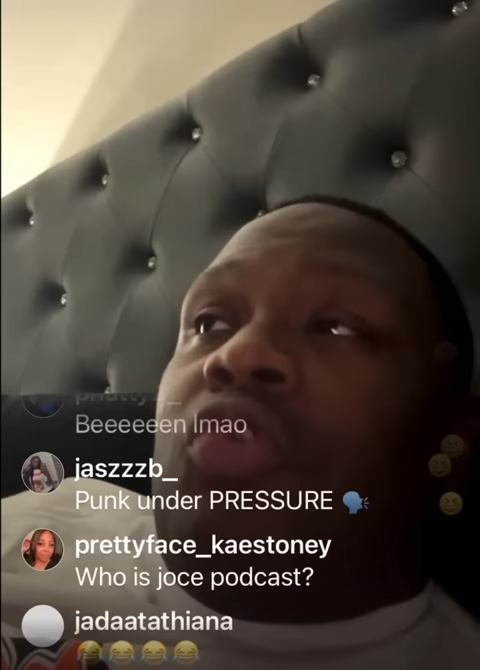 Beeeeeen lmao
jaszzzb_
Punk under PRESSURE 🗣️
prettyface_kaestoney
Who is joce podcast?
jadaatathiana
😂😂😂😂